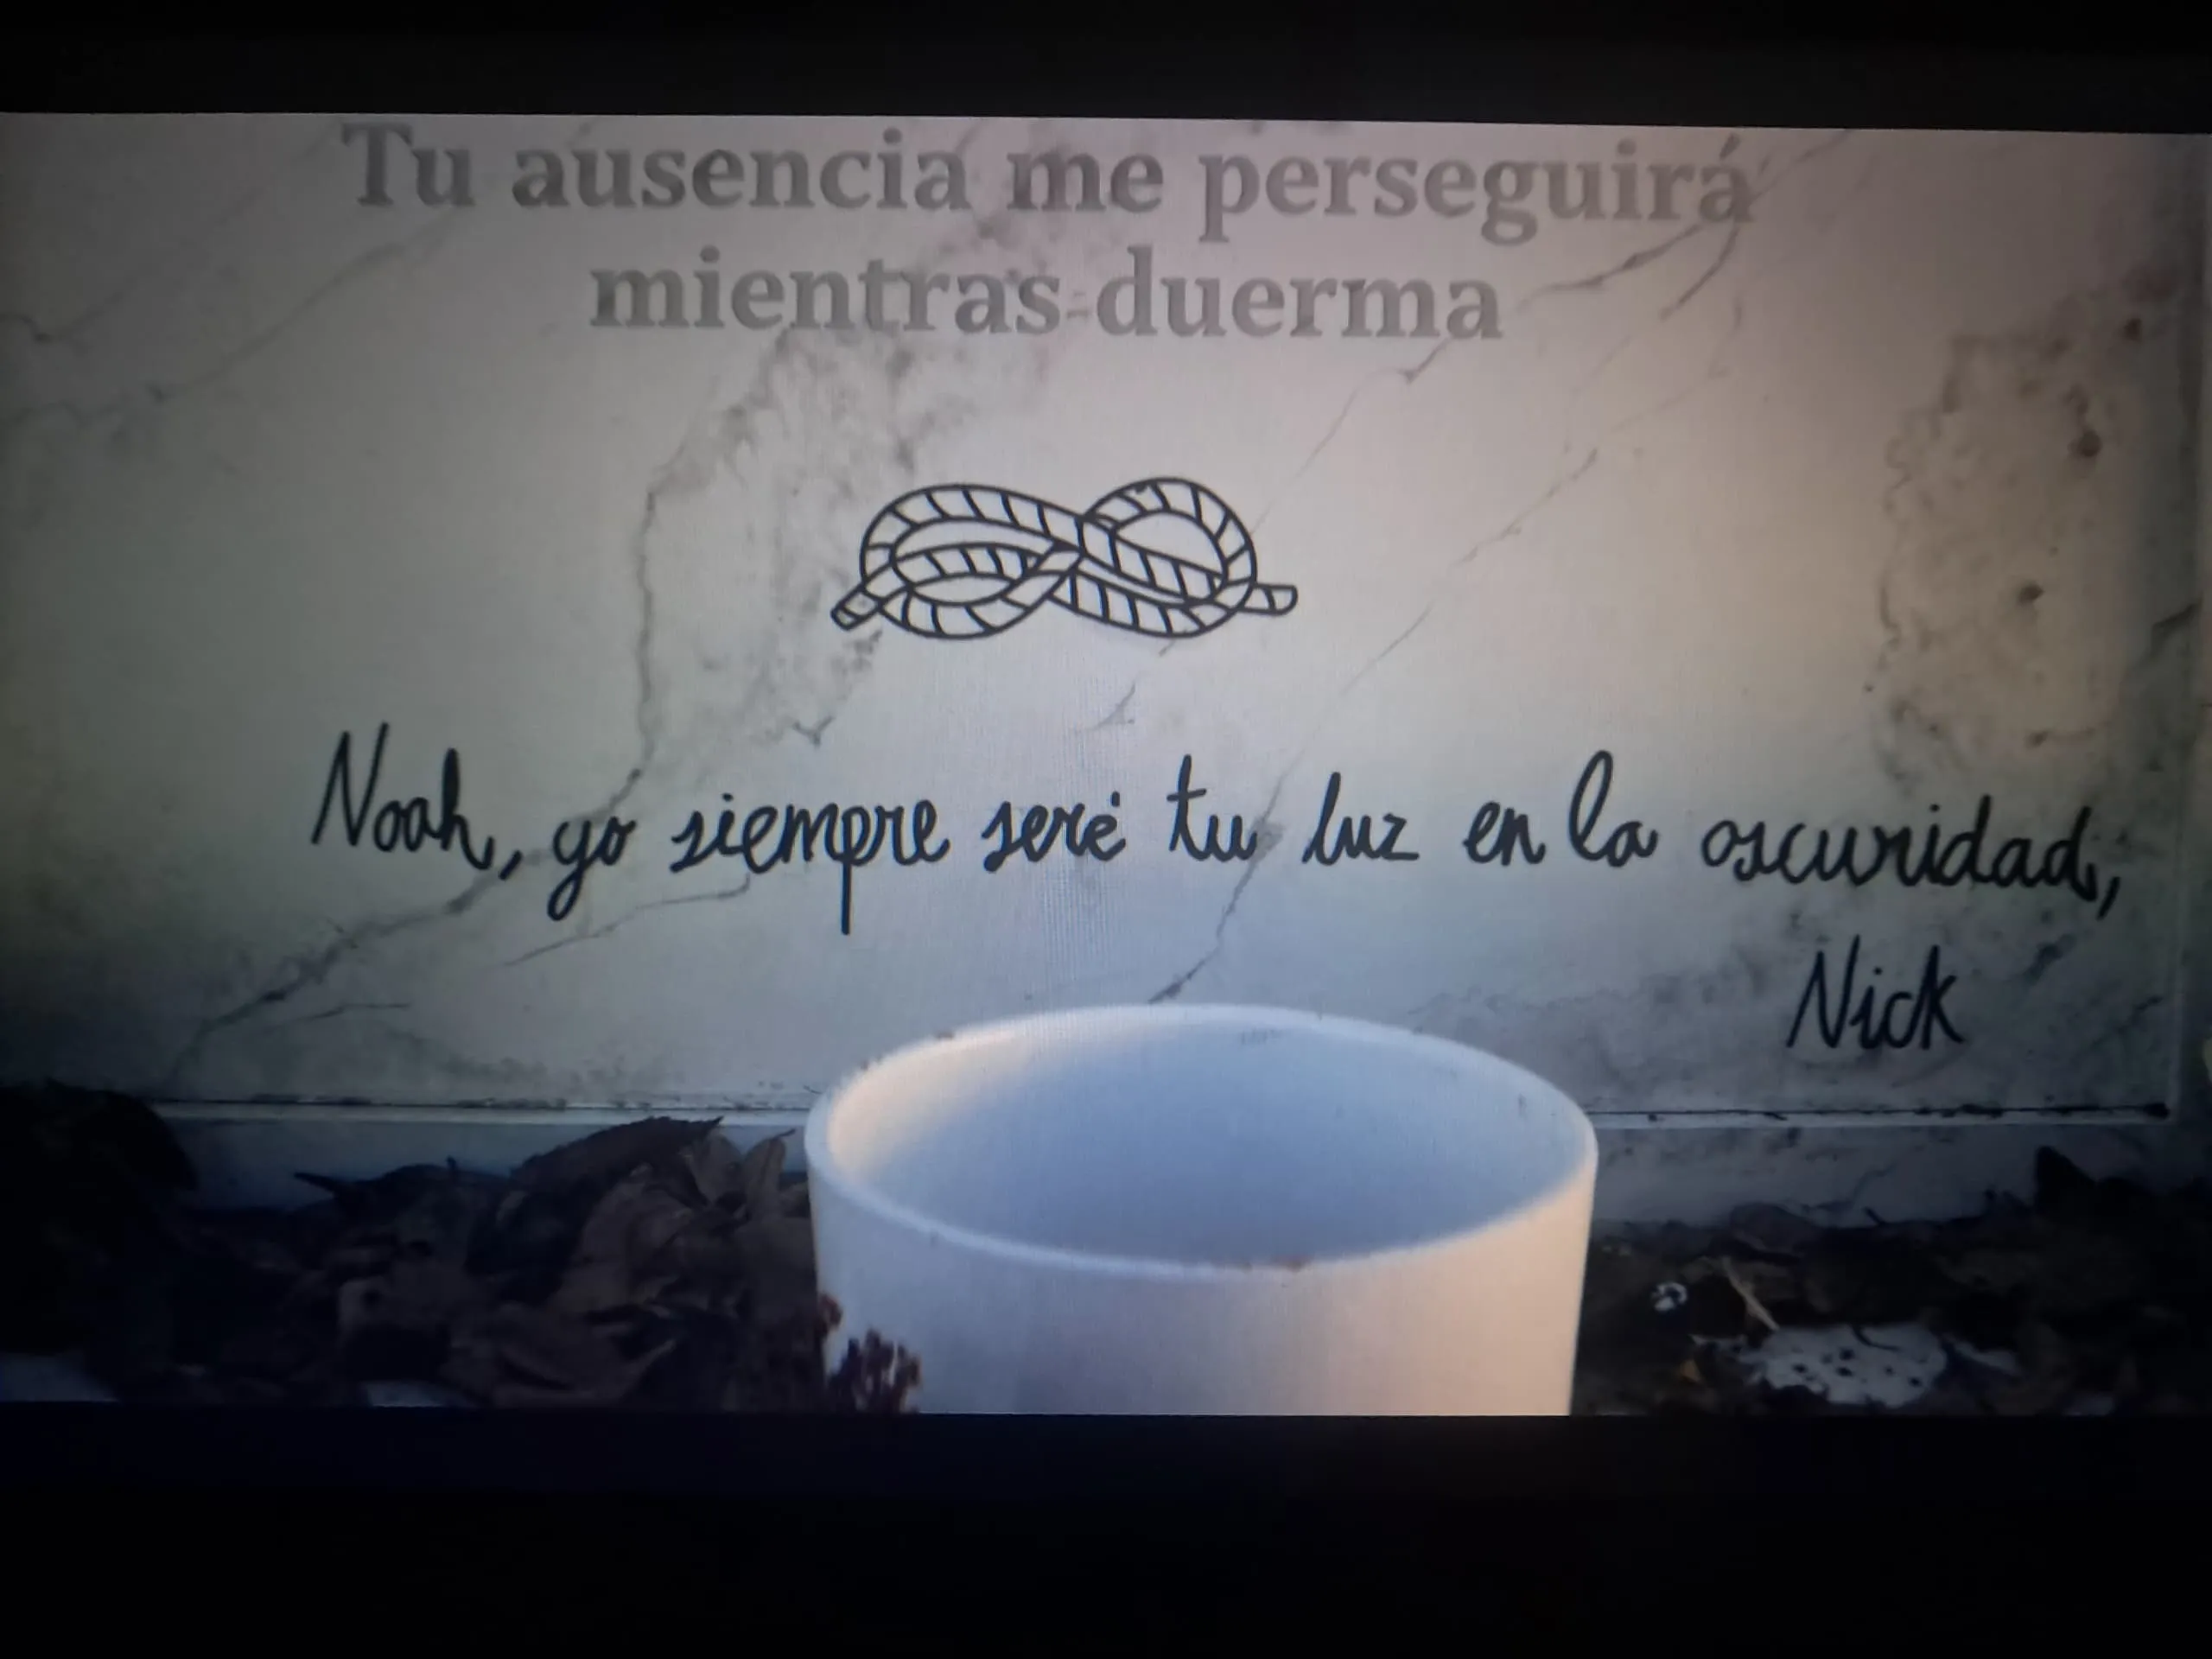 Tu ausencia me perseguirá
mientras duerma
Noah, yo siempre seré tu luz en la oscuridad,
Nick